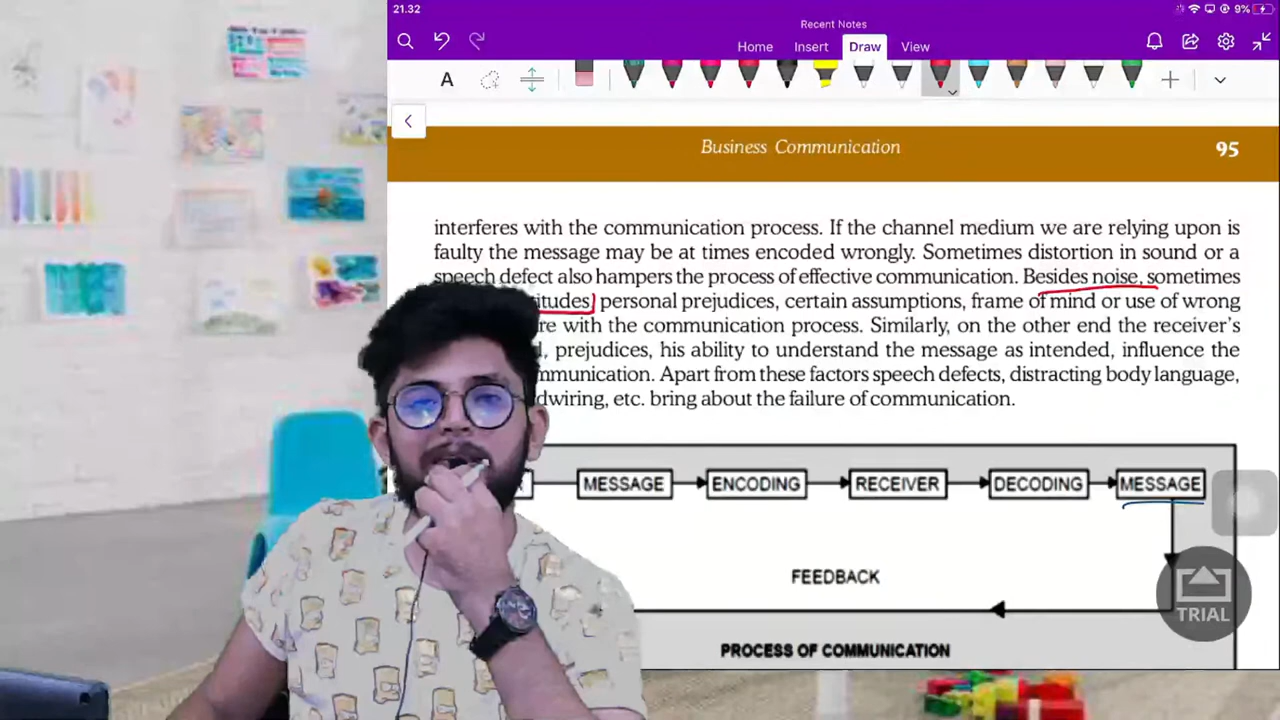 21.32
Recent Notes
9%
Home Insert Draw View
A
Business Communication 95
interferes with the communication process. If the channel medium we are relying upon is
faulty the message may be at times encoded wrongly. Sometimes distortion in sound or a
speech defect also hampers the process of effective communication. Besides noise, sometimes
personal prejudices, certain assumptions, frame of mind or use of wrong
with the communication process. Similarly, on the other end the receiver's
prejudices, his ability to understand the message as intended, influence the
Apart from these factors speech defects, distracting body language,
etc. bring about the failure of communication.
MESSAGE ENCODING RECEIVER DECODING MESSAGE
FEEDBACK
TRIAL
PROCESS OF COMMUNICATION